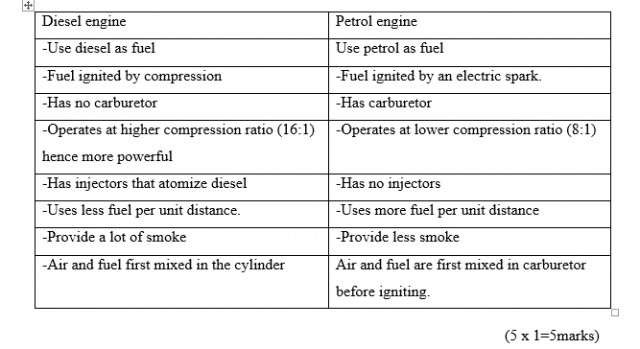 Diesel engine
Petrol engine
-Use diesel as fuel
Use petrol as fuel
-Fuel ignited by compression
-Fuel ignited by an electric spark.
-Has no carburetor
-Has carburetor
-Operates at higher compression ratio (16:1)
hence more powerful
-Operates at lower compression ratio (8:1)
-Has injectors that atomize diesel
-Has no injectors
-Uses less fuel per unit distance.
-Uses more fuel per unit distance
-Provide a lot of smoke
-Provide less smoke
-Air and fuel first mixed in the cylinder
Air and fuel are first mixed in carburetor
before igniting.
(5 x 1=5marks)